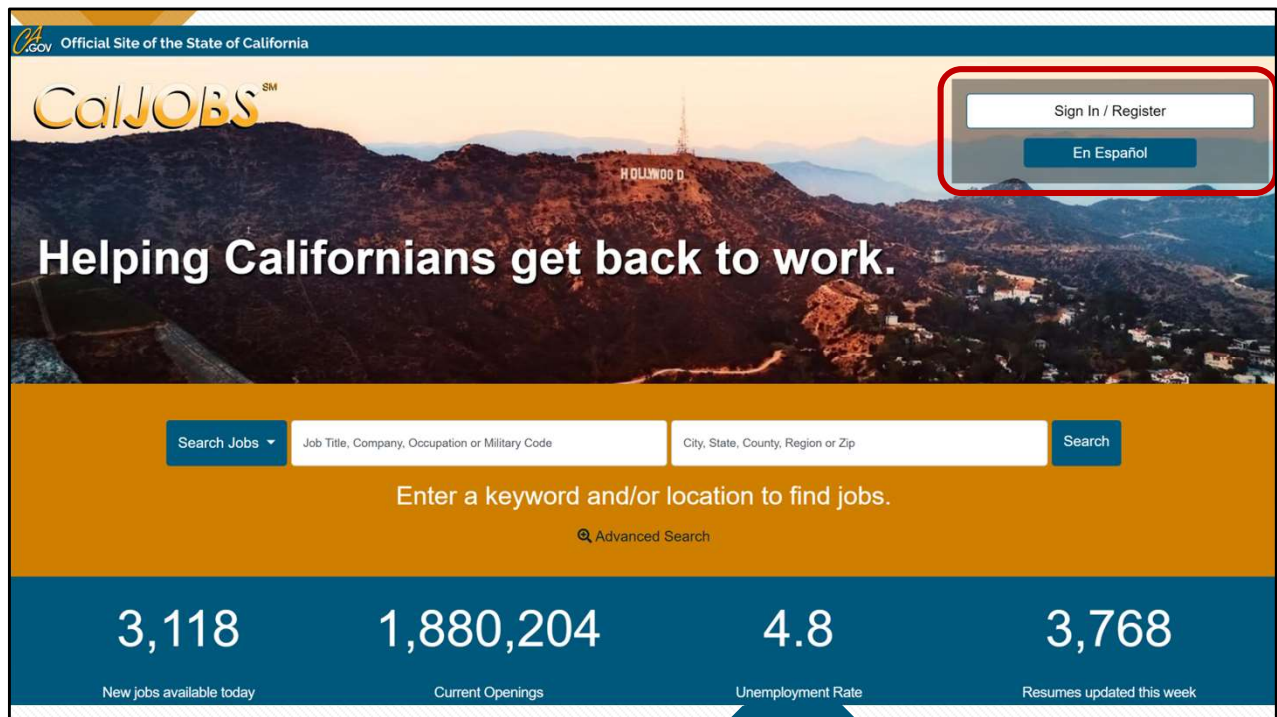 CA.GOV Official Site of the State of California
CalJOBS SM
Sign In / Register
En Español
HOLLYWOOD
Helping Californians get back to work.
Search Jobs
Job Title, Company, Occupation or Military Code
City, State, County, Region or Zip
Search
Enter a keyword and/or location to find jobs.
Advanced Search
3,118
1,880,204
4.8
3,768
New jobs available today
Current Openings
Unemployment Rate
Resumes updated this week